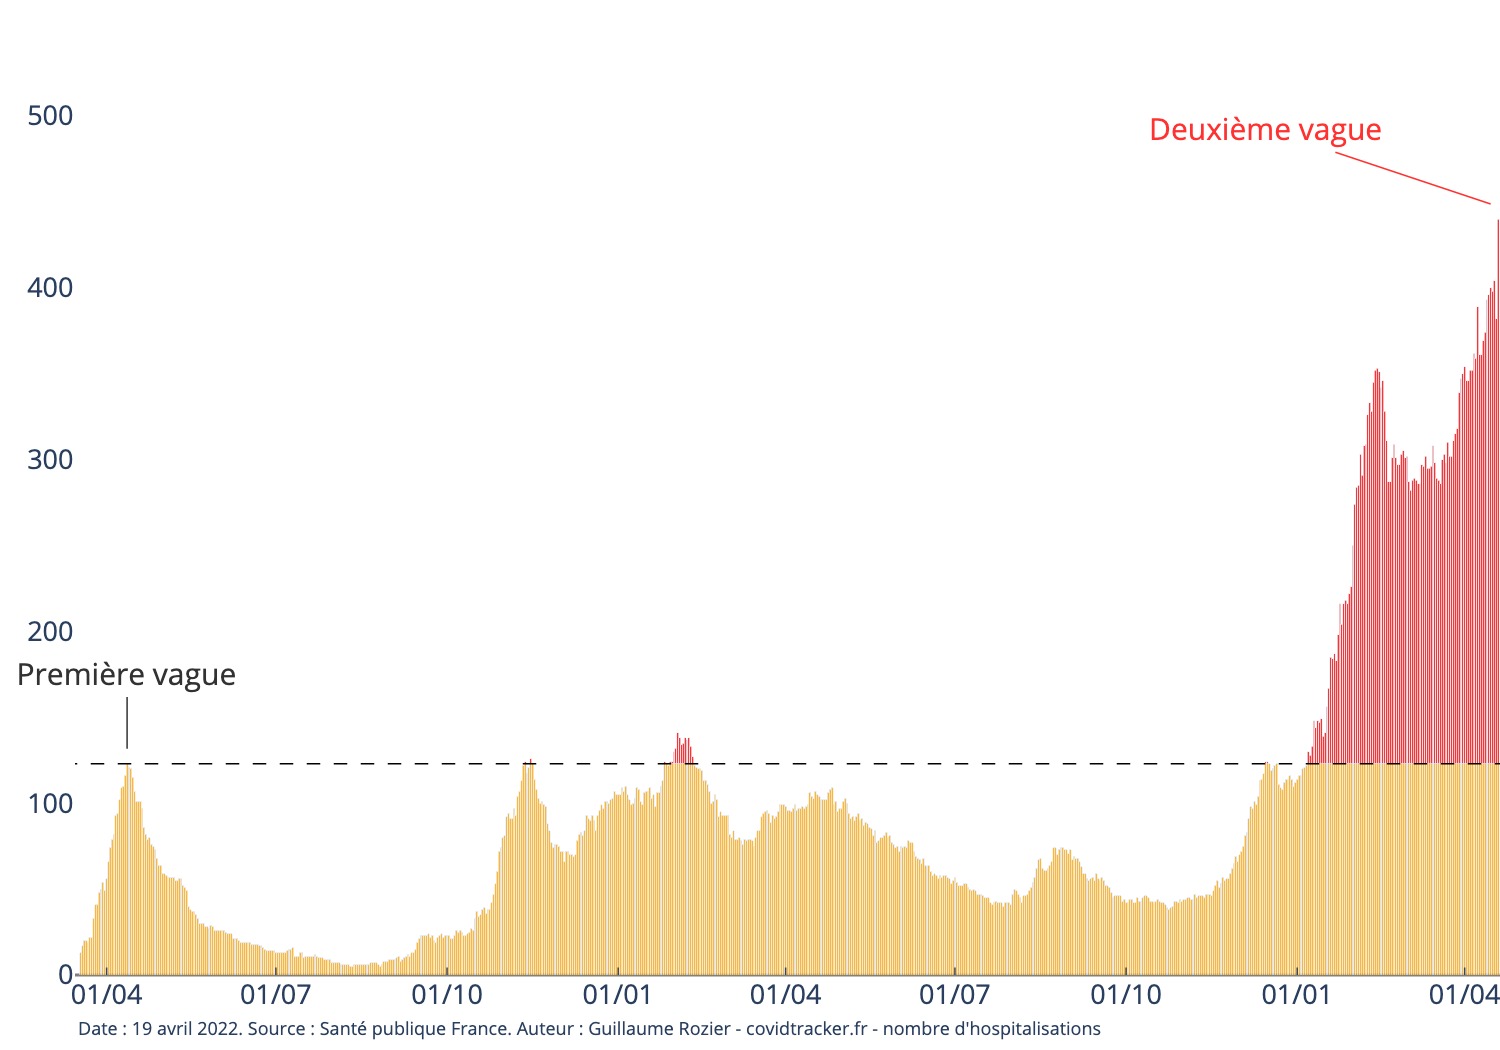 500
Deuxième vague
400
300
200
Première vague
100
0
01/04 01/07 01/10 01/01 01/04 01/07 01/10 01/01 01/04
Date : 19 avril 2022. Source : Santé publique France. Auteur : Guillaume Rozier - covidtracker.fr - nombre d'hospitalisations